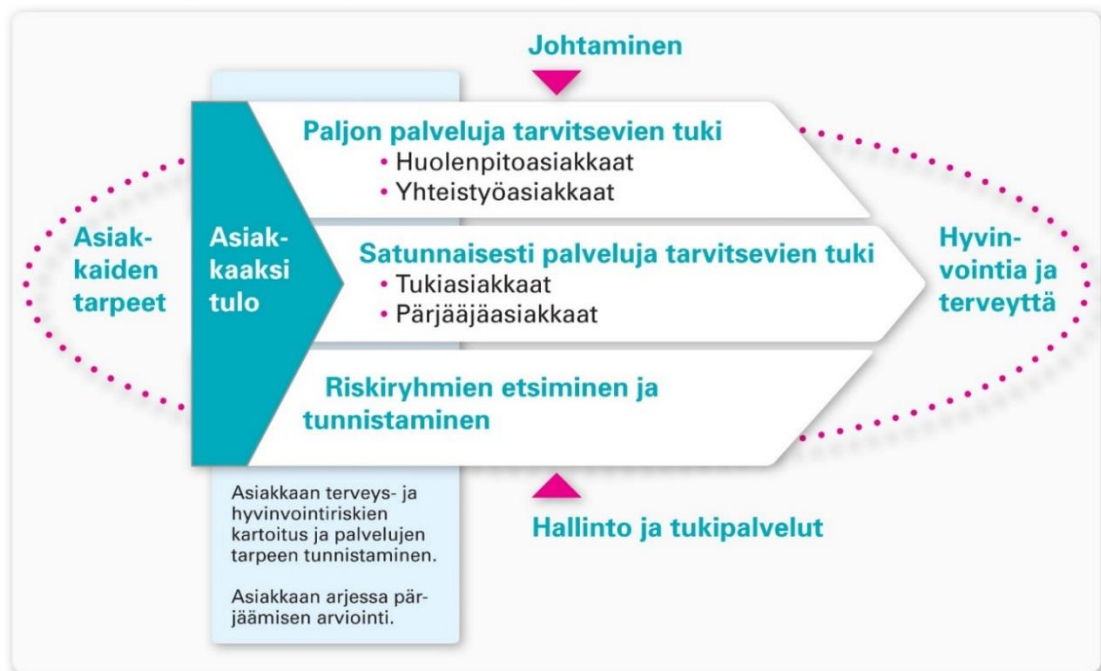 Johtaminen
Paljon palveluja tarvitsevien tuki
• Huolenpitoasiakkaat
• Yhteistyöasiakkaat
Asiak-
kaiden
tarpeet
Asiak-
kaaksi
tulo
Satunnaisesti palveluja tarvitsevien tuki
• Tukiasiakkaat
• Pärjääjäasiakkaat
Hyvin-
vointia ja
terveyttä
Riskiryhmien etsiminen ja
tunnistaminen
Asiakkaan terveys- ja
hyvinvointiriskien
kartoitus ja palvelujen
tarpeen tunnistaminen.
Asiakkaan arjessa pär-
jäämisen arviointi.
Hallinto ja tukipalvelut